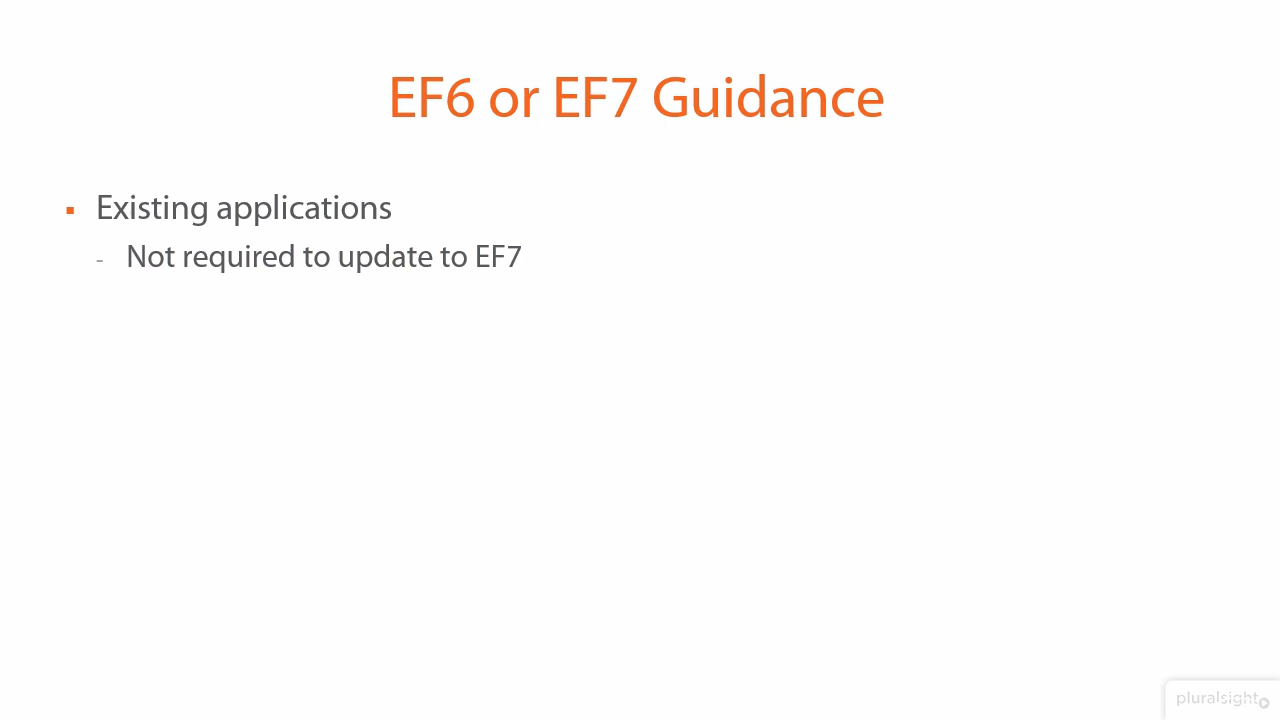 EF6 or EF7 Guidance
▪ Existing applications
- Not required to update to EF7
pluralsight